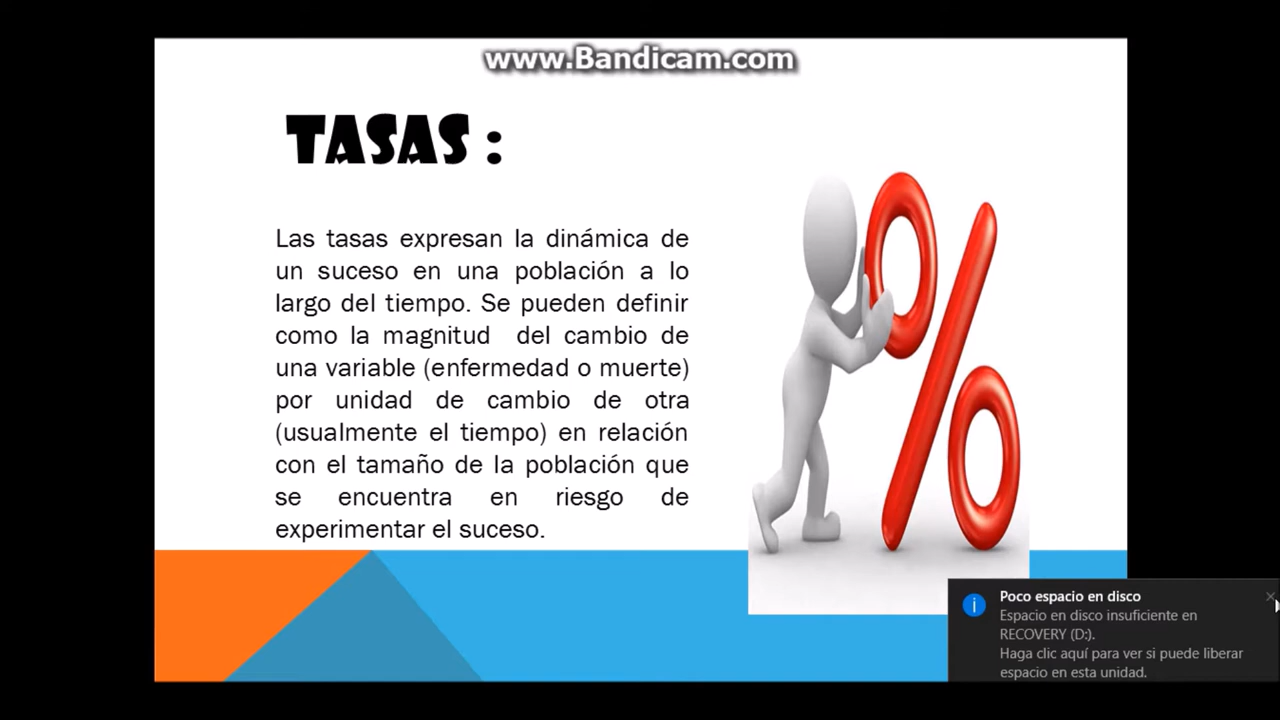 www.Bandicam.com
TASAS :
Las tasas expresan la dinámica de
un suceso en una población a lo
largo del tiempo. Se pueden definir
como la magnitud del cambio de
una variable (enfermedad o muerte)
por unidad de cambio de otra
(usualmente el tiempo) en relación
con el tamaño de la población que
se encuentra en riesgo de
experimentar el suceso.
Poco espacio en disco
Espacio en disco insuficiente en
RECOVERY (D:).
Haga clic aquí para ver si puede liberar
espacio en esta unidad.